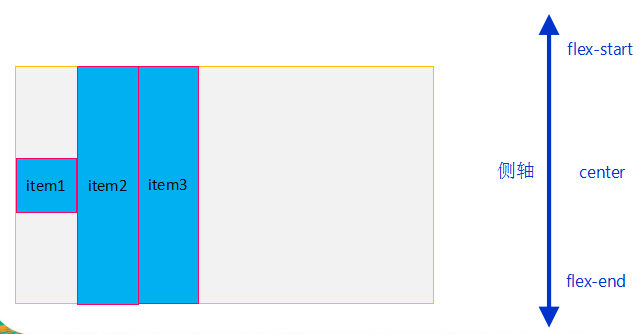 flex-start
侧轴
center
item1
item2
item3
flex-end